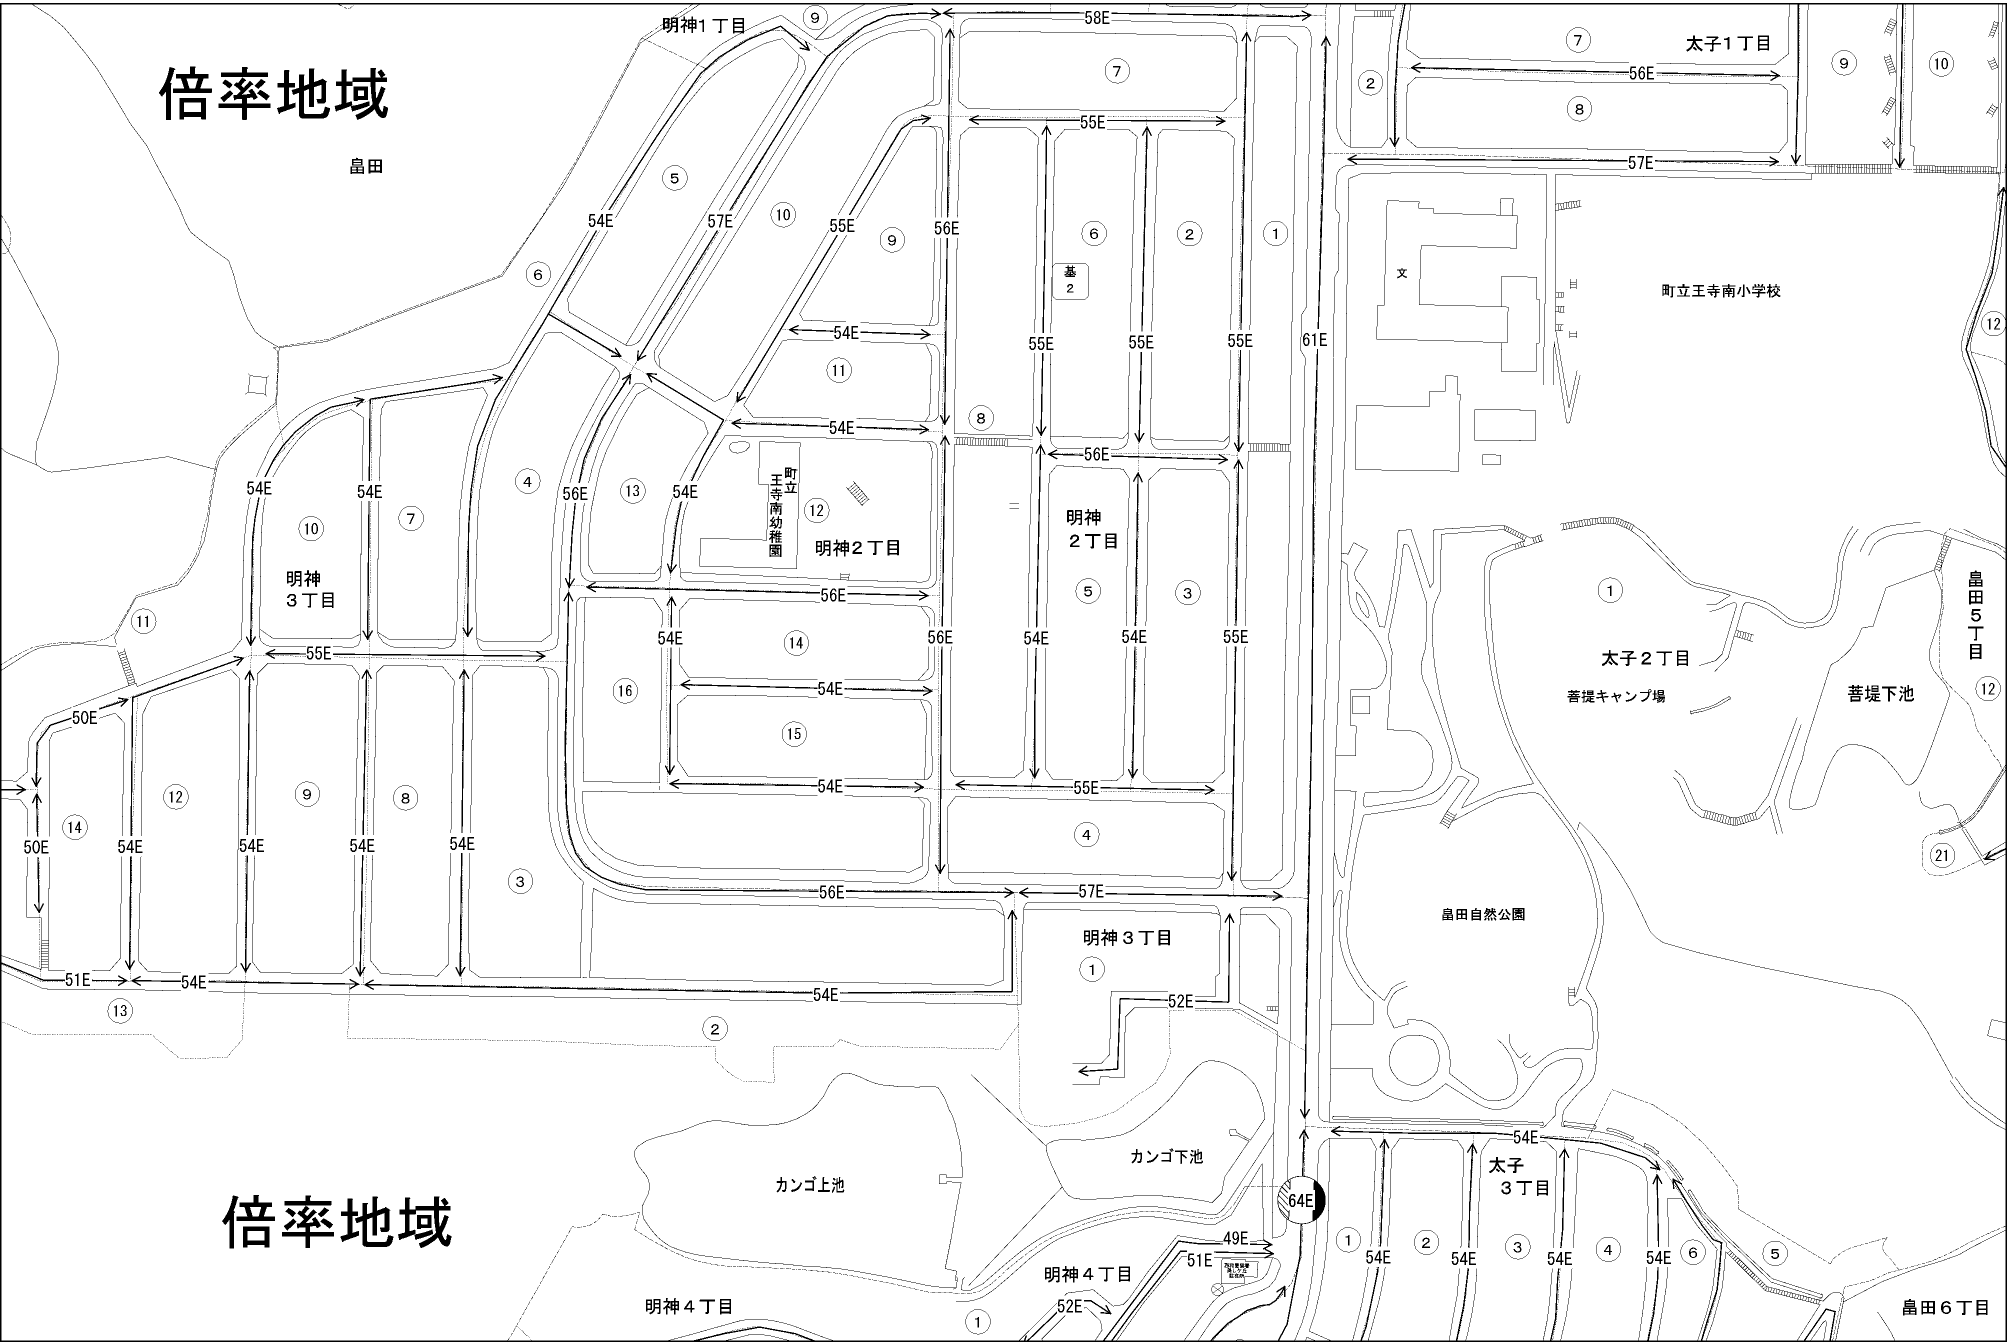 明神1丁目
⑨
58E
太子1丁目
⑦
⑦
56E
⑨
⑩
②
⑧
倍率地域
畠田
55E
57E
⑤
54E
57E
⑩
55E
⑨
56E
⑥
②
①
基
2
文
町立王寺南小学校
⑥
54E
55E
55E
55E
61E
⑫
⑪
54E
⑧
56E
54E
54E
④
56E
⑬
54E
町立
王寺南幼稚園
⑫
明神2丁目
⑩
⑦
明神
3丁目
明神
2丁目
⑤
③
56E
①
畠田5丁目
⑪
55E
54E
⑭
56E
54E
54E
55E
太子2丁目
菩提キャンプ場
菩堤下池
⑫
50E
⑯
54E
⑮
54E
55E
⑭
⑫
⑨
⑧
50E
54E
54E
54E
54E
③
④
㉑
56E
57E
畠田自然公園
明神3丁目
①
51E
54E
54E
52E
⑬
②
カンゴ上池
カンゴ下池
54E
太子
3丁目
64E
倍率地域
49E
51E
①
②
③
④
⑥
⑤
54E
54E
54E
54E
明神4丁目
明神4丁目
52E
①
畠田6丁目